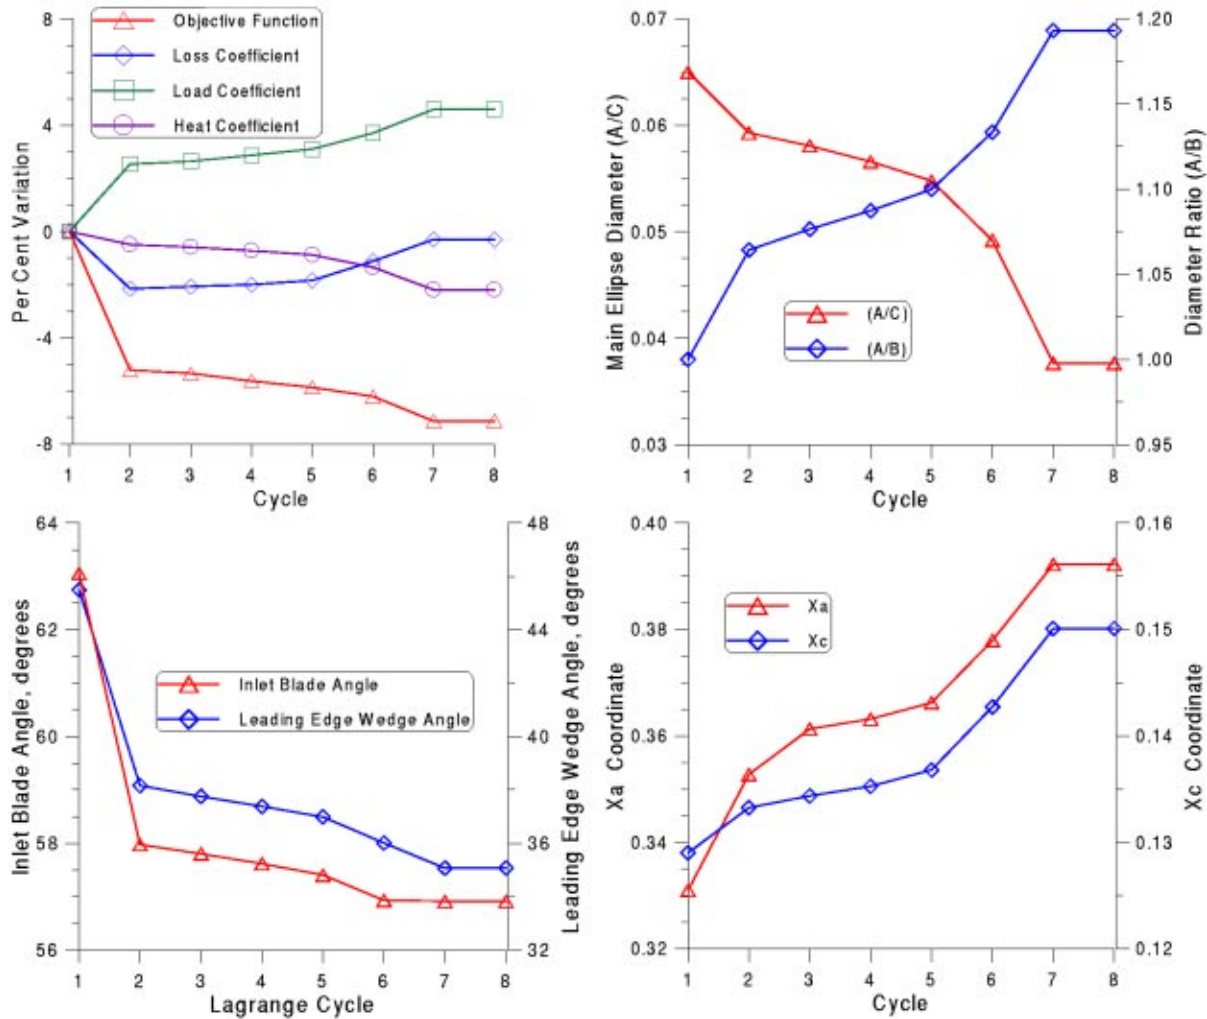 8
4
0
-4
-8
Per Cent Variation
Objective Function
Loss Coefficient
Load Coefficient
Heat Coefficient
1 2 3 4 5 6 7 8
Cycle
0.07
0.06
0.05
0.04
0.03
Main Ellipse Diameter (A/C)
(A/C)
(A/B)
1.20
1.15
1.10
1.05
1.00
0.95
Diameter Ratio (A/B)
1 2 3 4 5 6 7 8
Cycle
64
62
60
58
56
Inlet Blade Angle, degrees
Inlet Blade Angle
Leading Edge Wedge Angle
48
44
40
36
32
Leading Edge Wedge Angle, degrees
1 2 3 4 5 6 7 8
Lagrange Cycle
0.40
0.38
0.36
0.34
0.32
Xa Coordinate
Xa
Xc
0.16
0.15
0.14
0.13
0.12
Xc Coordinate
1 2 3 4 5 6 7 8
Cycle